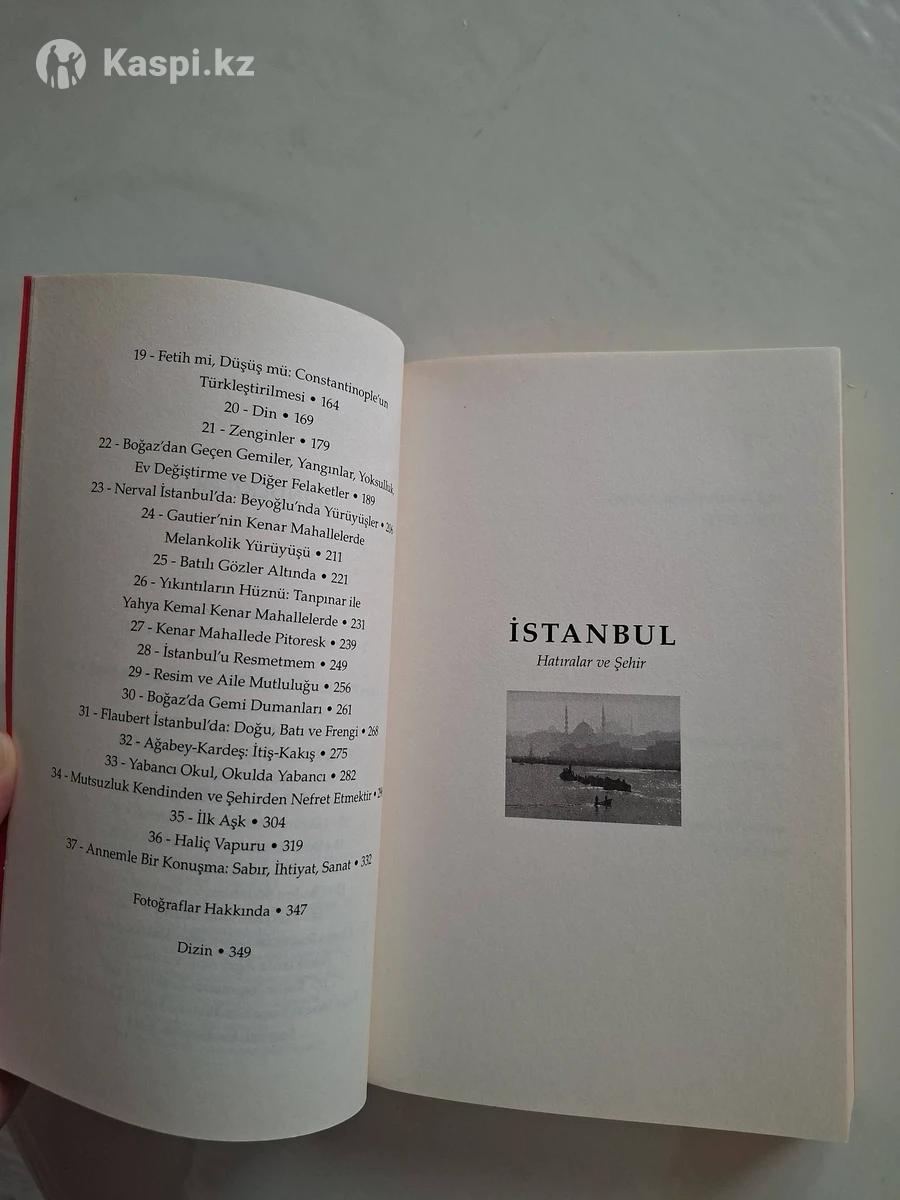 Kaspi.kz
19 - Fetih mi, Düşüş mü: Constantinople'un
Türkleştirilmesi • 164
20 - Din • 169
21 - Zenginler • 179
22 - Boğaz'dan Geçen Gemiler, Yangınlar, Yoksulluk,
Ev Değiştirme ve Diğer Felaketler • 189
23 - Nerval İstanbul'da: Beyoğlu'nda Yürüyüşler •
24 - Gautier'nin Kenar Mahallelerde
Melankolik Yürüyüşü • 211
25 - Batılı Gözler Altında • 221
26 - Yıkıntıların Hüznü: Tanpınar ile
Yahya Kemal Kenar Mahallelerde • 231
27 - Kenar Mahallede Pitoresk • 239
28 - İstanbul'u Resmetmem • 249
29 - Resim ve Aile Mutluluğu • 256
30 - Boğaz'da Gemi Dumanları • 261
31 - Flaubert İstanbul'da: Doğu, Batı ve Frengi • 268
32 - Ağabey-Kardeş: İtiş-Kakış • 275
33 - Yabancı Okul, Okulda Yabancı • 282
34 - Mutsuzluk Kendinden ve Şehirden Nefret Etmektir •
35 - İlk Aşk • 304
36 - Haliç Vapuru • 319
37 - Annemle Bir Konuşma: Sabır, İhtiyat, Sanat • 332
Fotoğraflar Hakkında • 347
Dizin • 349
İSTANBUL
Hatıralar ve Şehir